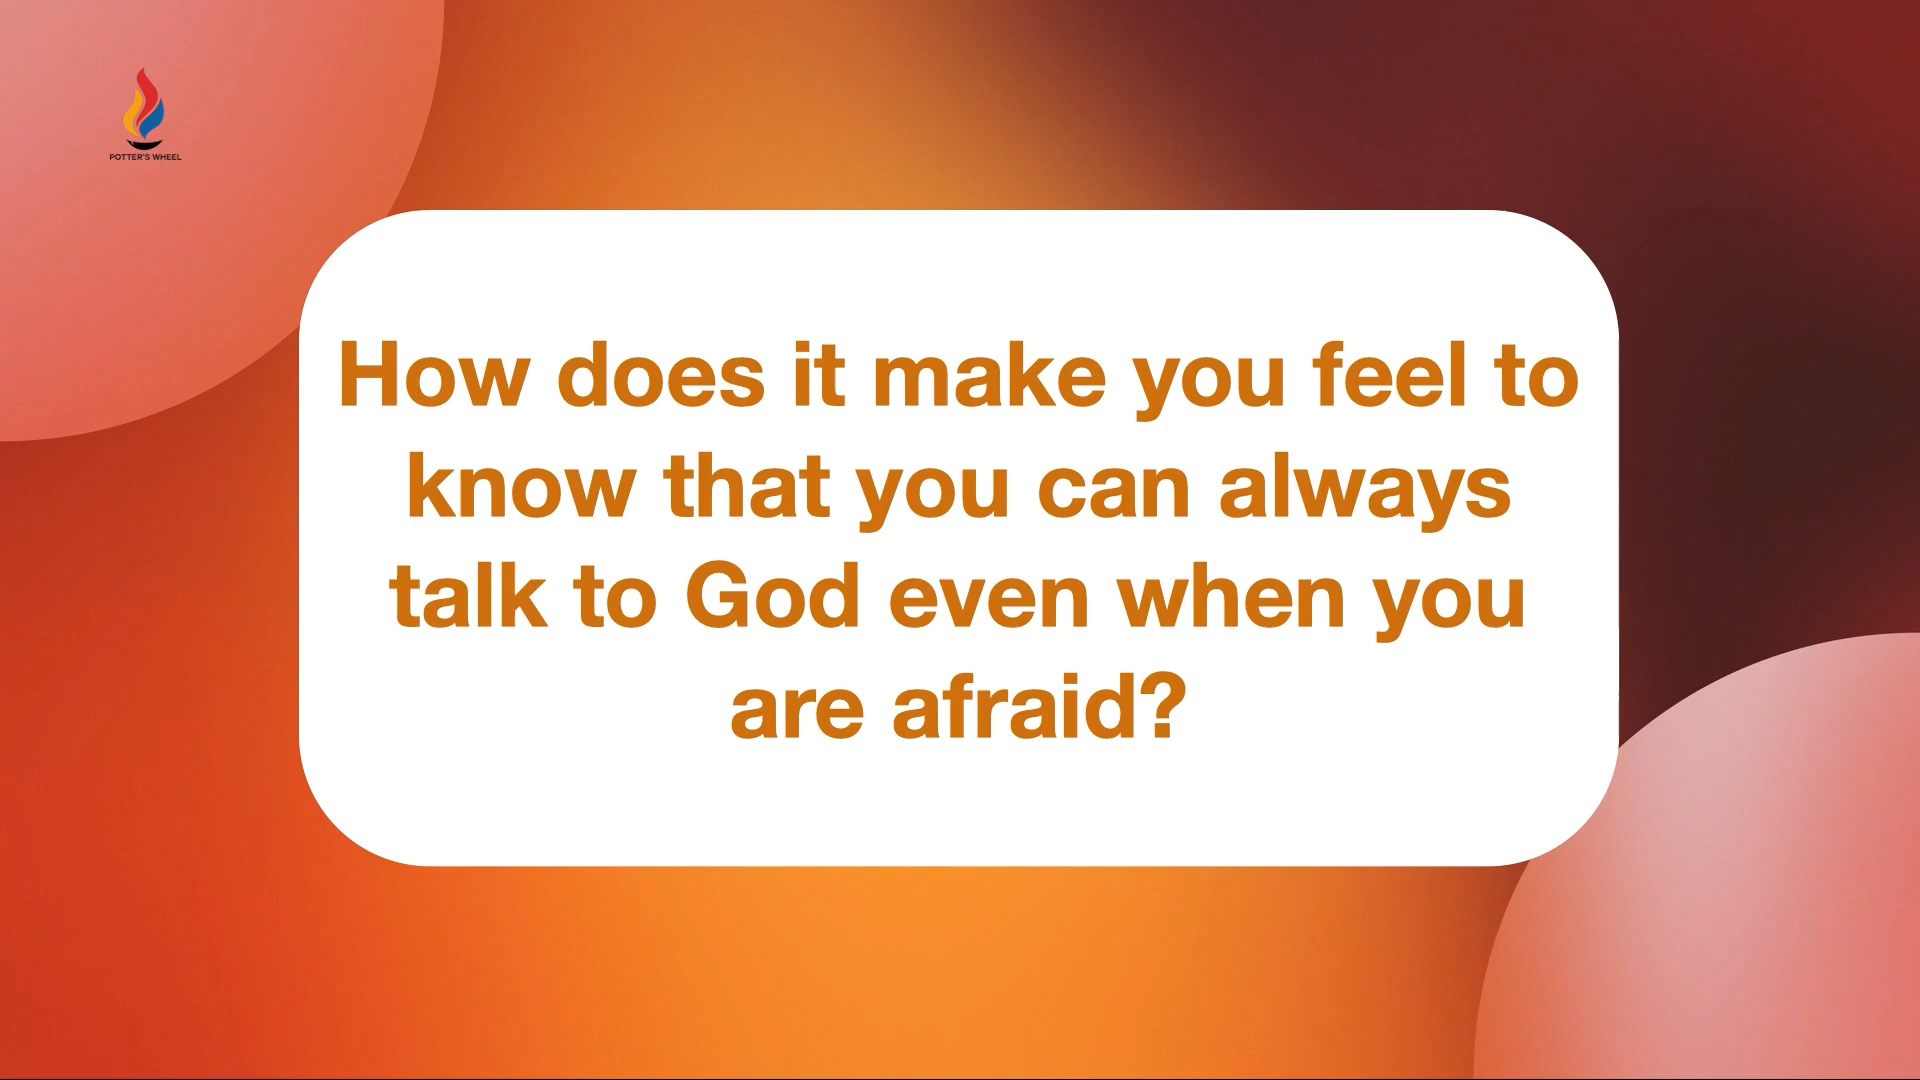 POTTER'S WHEEL
How does it make you feel to
know that you can always
talk to God even when you
are afraid?